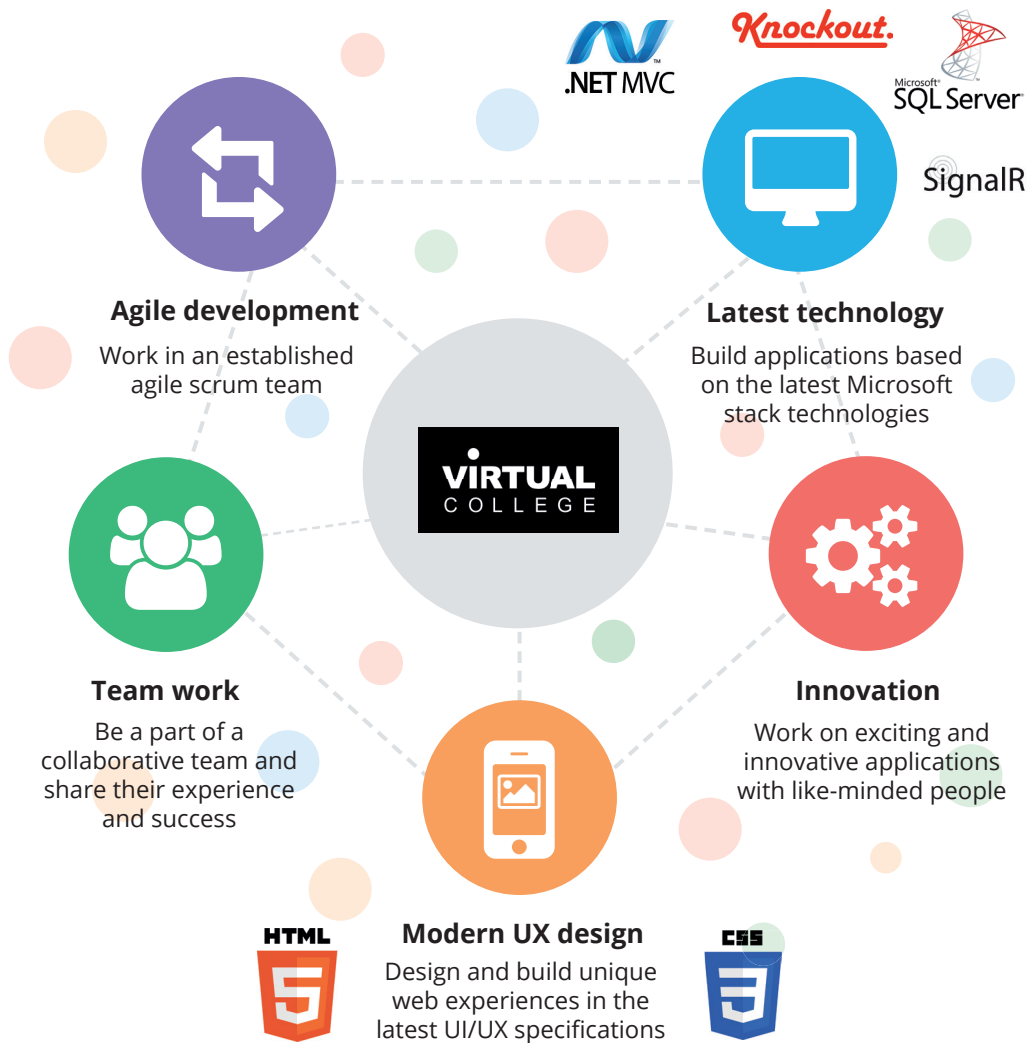 Knockout.
.NET MVC
™
Microsoft®
SQL Server
SignalR
Agile development
Work in an established
agile scrum team
Latest technology
Build applications based
on the latest Microsoft
stack technologies
VIRTUAL
COLLEGE
Team work
Be a part of a
collaborative team and
share their experience
and success
Innovation
Work on exciting and
innovative applications
with like-minded people
HTML
5
Modern UX design
Design and build unique
web experiences in the
latest UI/UX specifications
CSS
3